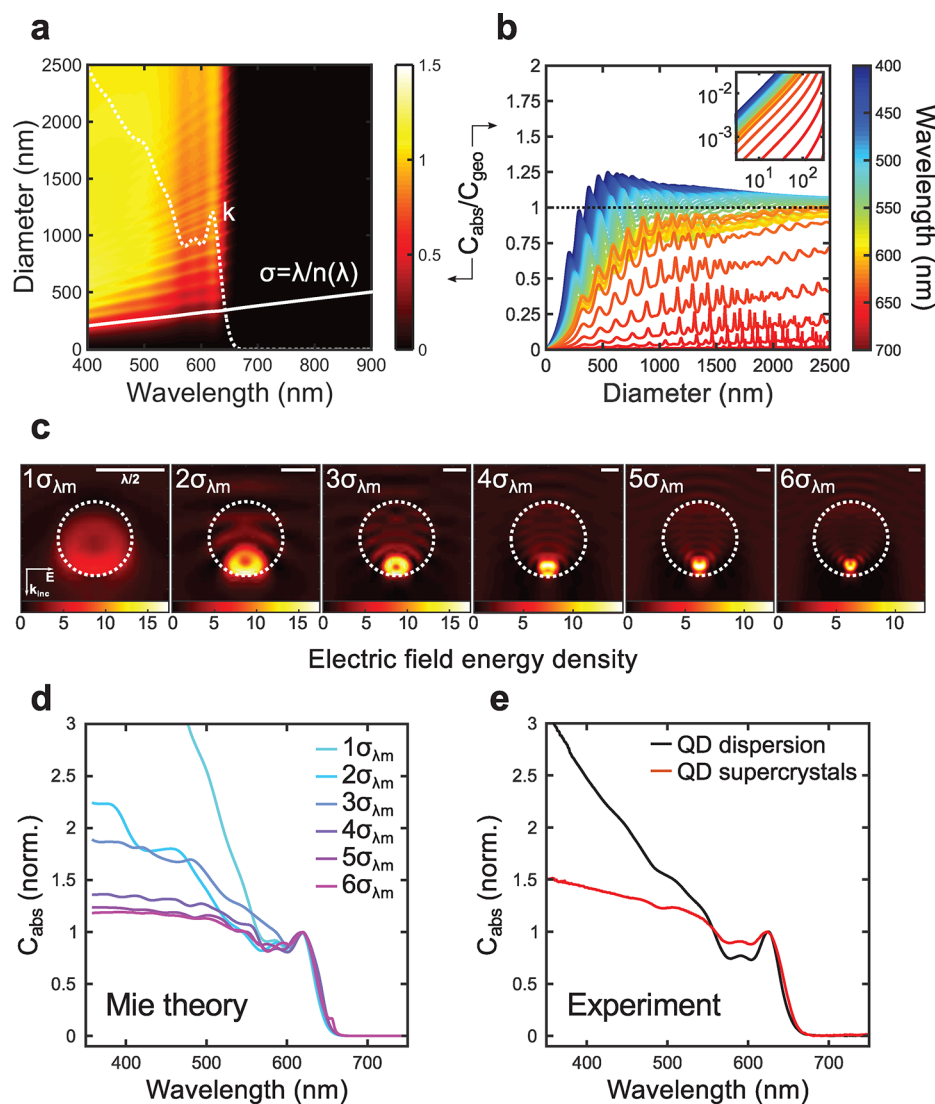 a
2500
2000
1500
1000
500
0
Diameter (nm)
k
σ=λ/n(λ)
400 500 600 700 800 900
Wavelength (nm)
1.5
1
0.5
0
C_abs/C_geo
b
2
1.75
1.5
1.25
1
0.75
0.5
0.25
0
10⁻²
10⁻³
10¹ 10²
0 500 1000 1500 2000 2500
Diameter (nm)
400
450
500
550
600
650
700
Wavelength (nm)
c
1σλm
λ/2
E
k_inc
0 5 10 15
2σλm
0 5 10 15
3σλm
0 5 10 15
4σλm
0 5 10
5σλm
0 5 10
6σλm
0 5 10
Electric field energy density
d
3
2.5
2
1.5
1
0.5
0
C_abs (norm.)
1σλm
2σλm
3σλm
4σλm
5σλm
6σλm
Mie theory
400 500 600 700
Wavelength (nm)
e
3
2.5
2
1.5
1
0.5
0
C_abs (norm.)
QD dispersion
QD supercrystals
Experiment
400 500 600 700
Wavelength (nm)